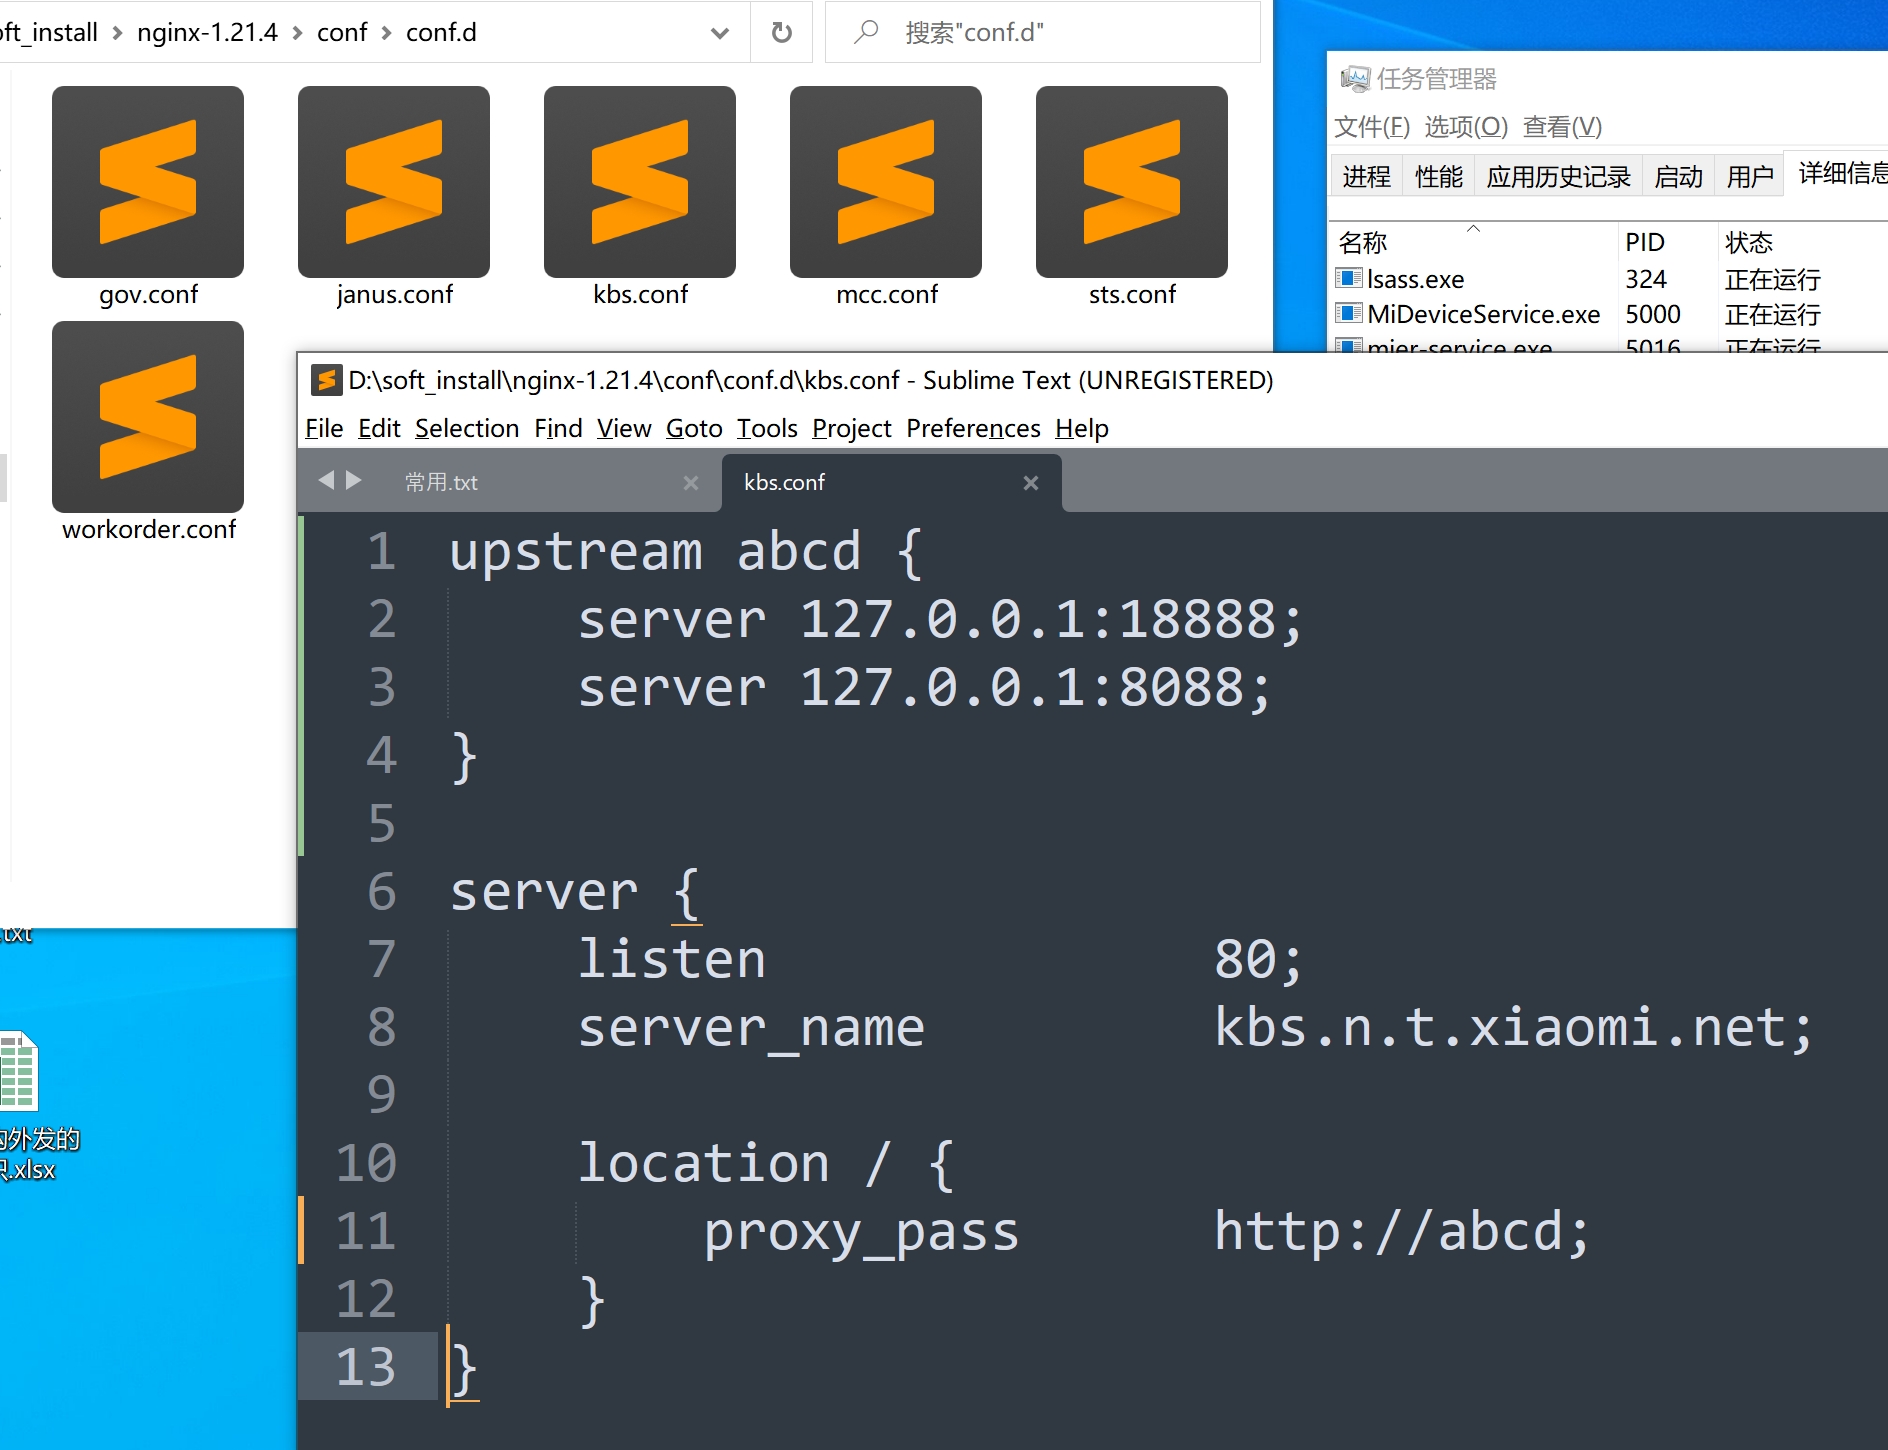 nginx-1.21.4 > conf > conf.d
搜索"conf.d"
gov.conf
janus.conf
kbs.conf
mcc.conf
sts.conf
workorder.conf
任务管理器
文件(F) 选项(O) 查看(V)
进程 性能 应用历史记录 启动 用户 详细信息
名称 PID 状态
lsass.exe 324 正在运行
MiDeviceService.exe 5000 正在运行
mier-service.exe 5016 正在运行
D:\soft_install\nginx-1.21.4\conf\conf.d\kbs.conf - Sublime Text (UNREGISTERED)
File Edit Selection Find View Goto Tools Project Preferences Help
常用.txt
kbs.conf
1 upstream abcd {
2 server 127.0.0.1:18888;
3 server 127.0.0.1:8088;
4 }
5
6 server {
7 listen 80;
8 server_name kbs.n.t.xiaomi.net;
9
10 location / {
11 proxy_pass http://abcd;
12 }
13 }
.txt
外发的
.xlsx